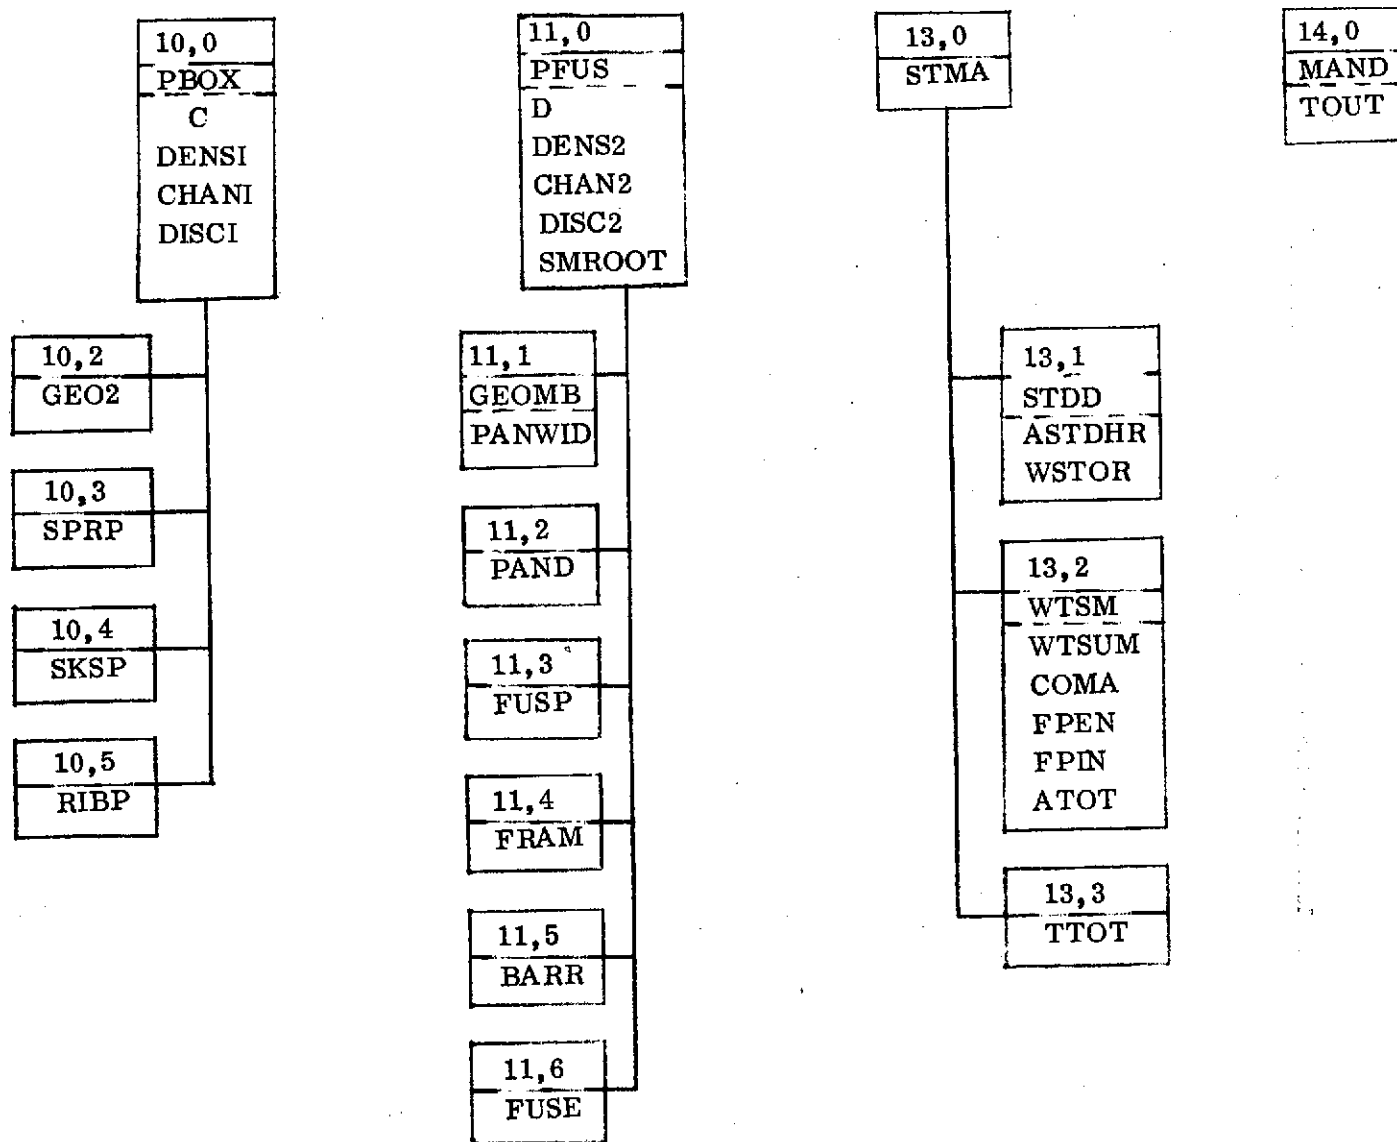 10,0
PBOX
C
DENSI
CHANI
DISCI
10,2
GEO2
10,3
SPRP
10,4
SKSP
10,5
RIBP
11,0
PFUS
D
DENS2
CHAN2
DISC2
SMROOT
11,1
GEOMB
PANWID
11,2
PAND
11,3
FUSP
11,4
FRAM
11,5
BARR
11,6
FUSE
13,0
STMA
13,1
STDD
ASTDHR
WSTOR
13,2
WTSM
WTSUM
COMA
FPEN
FPIN
ATOT
13,3
TTOT
14,0
MAND
TOUT